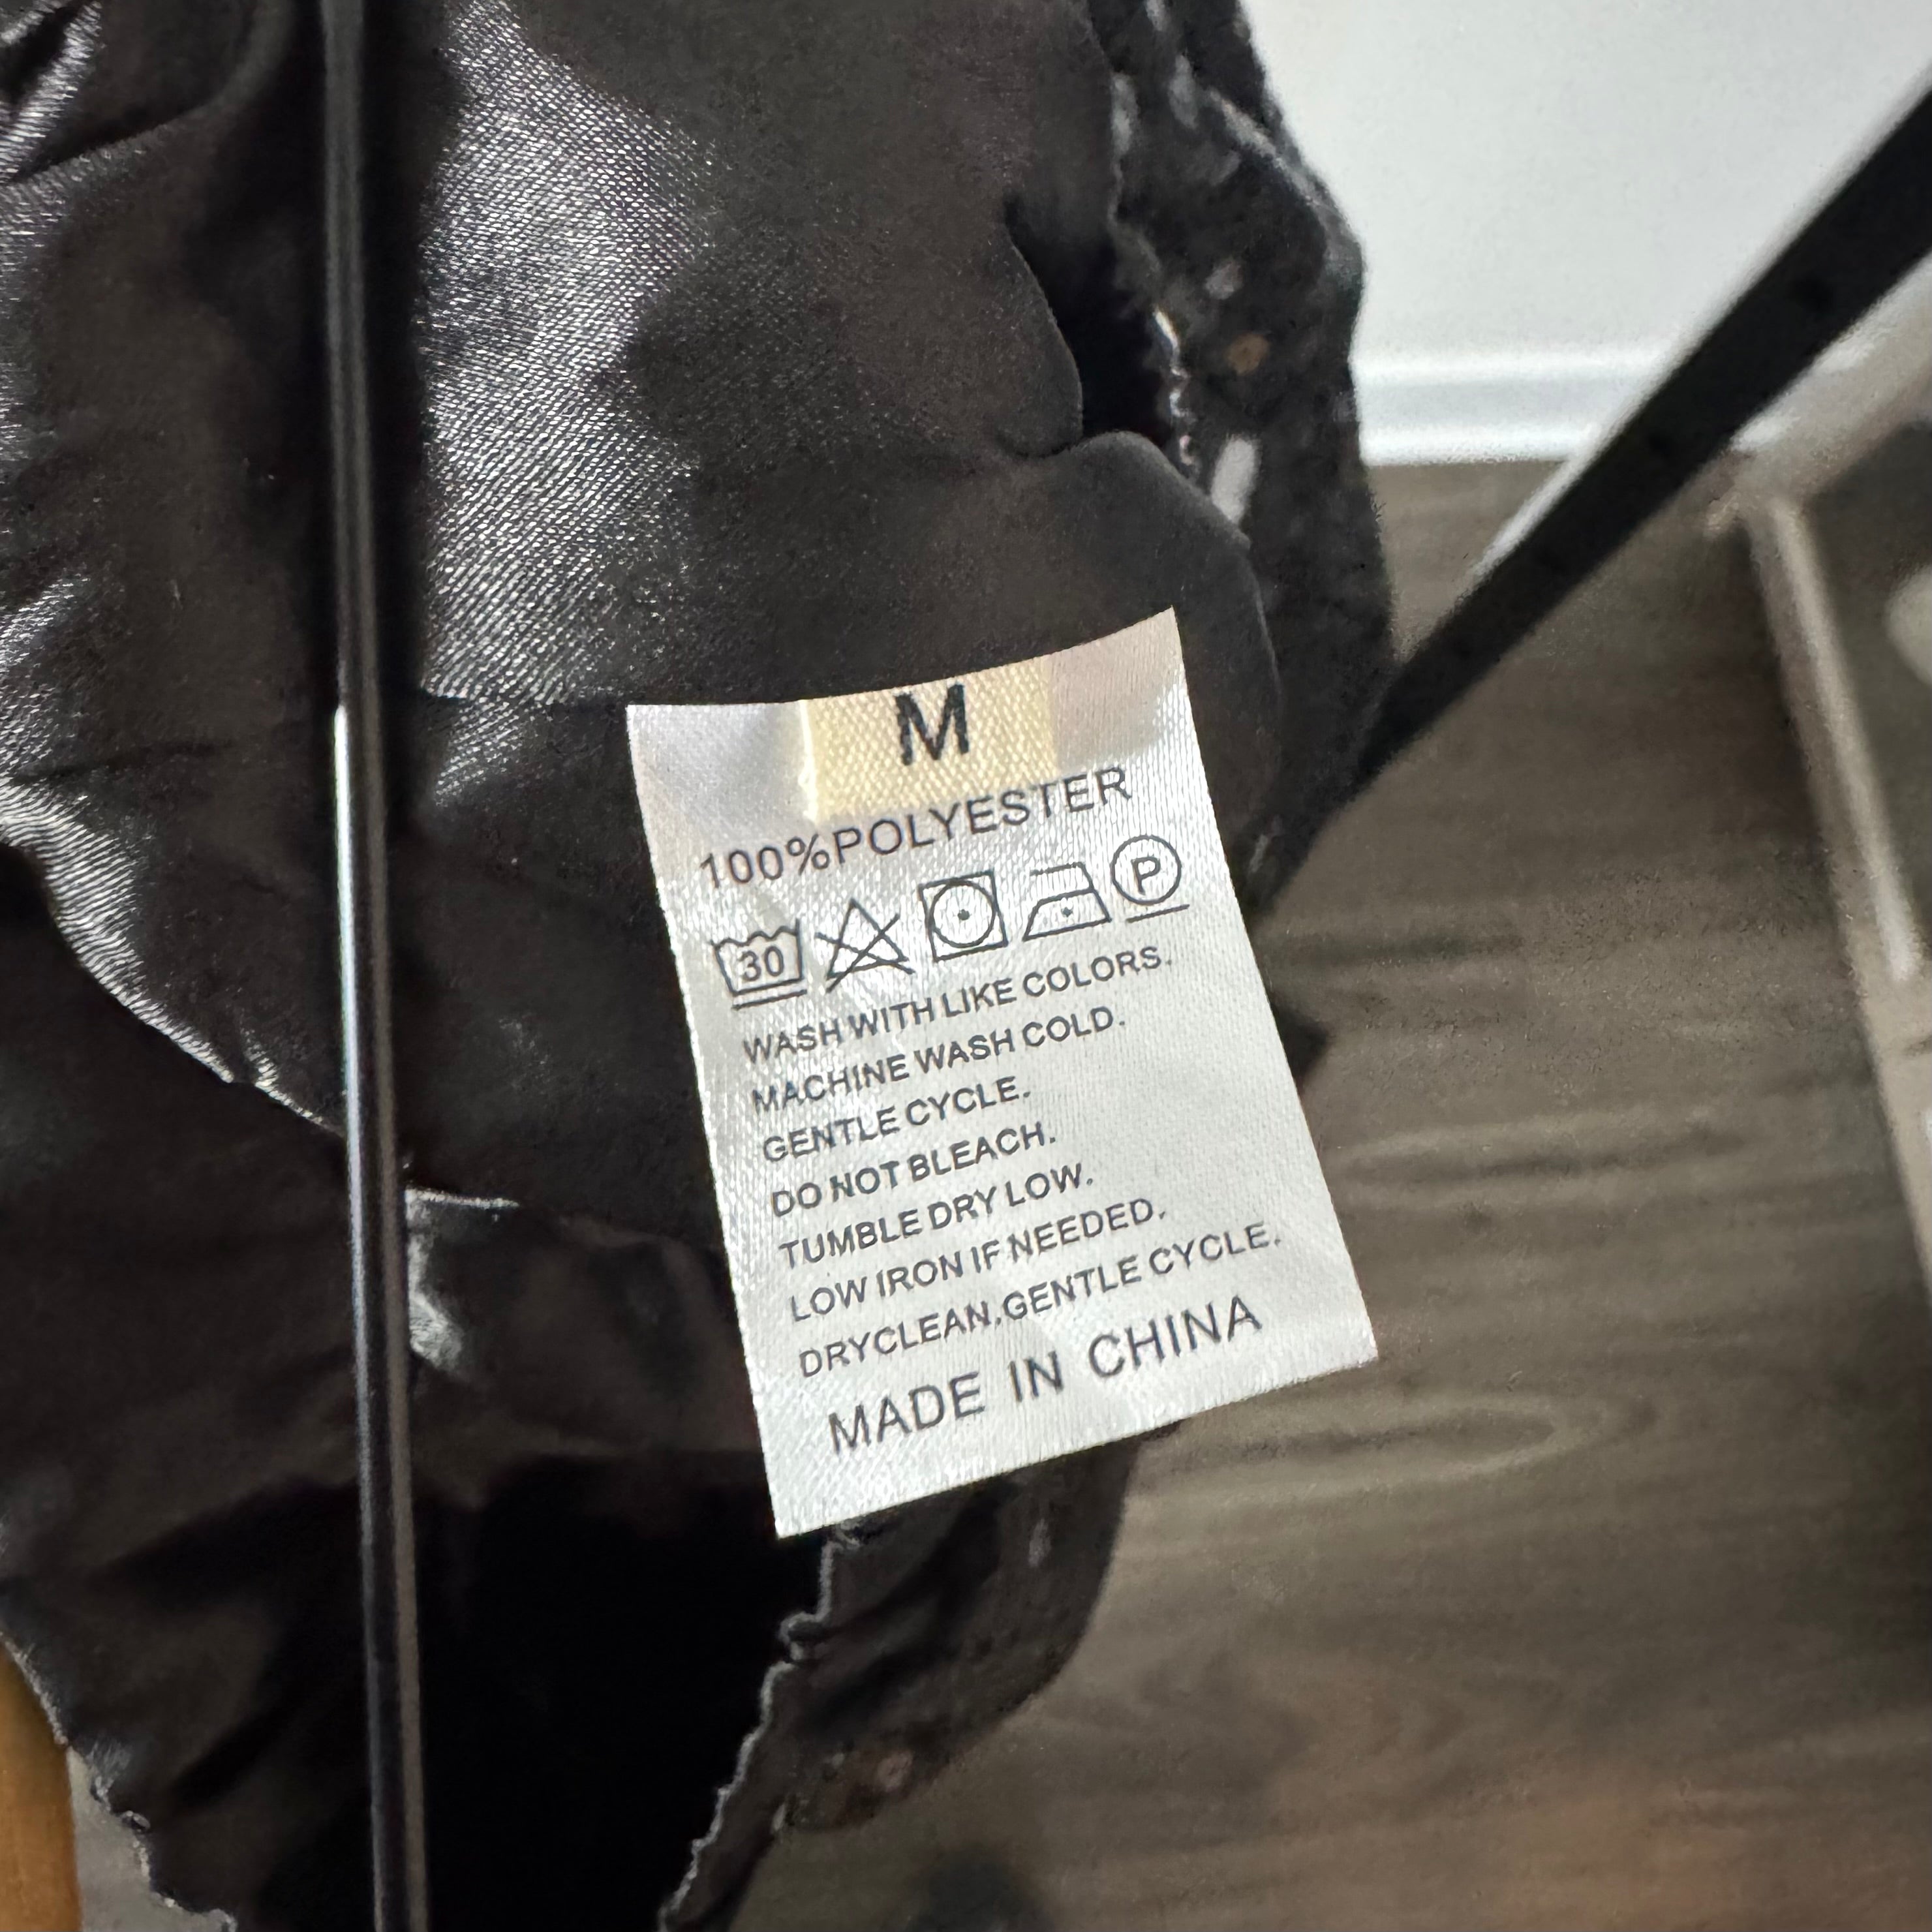 M
100%POLYESTER
30 P
WASH WITH LIKE COLORS.
MACHINE WASH COLD.
GENTLE CYCLE.
DO NOT BLEACH.
TUMBLE DRY LOW.
LOW IRON IF NEEDED.
DRYCLEAN,GENTLE CYCLE.
MADE IN CHINA